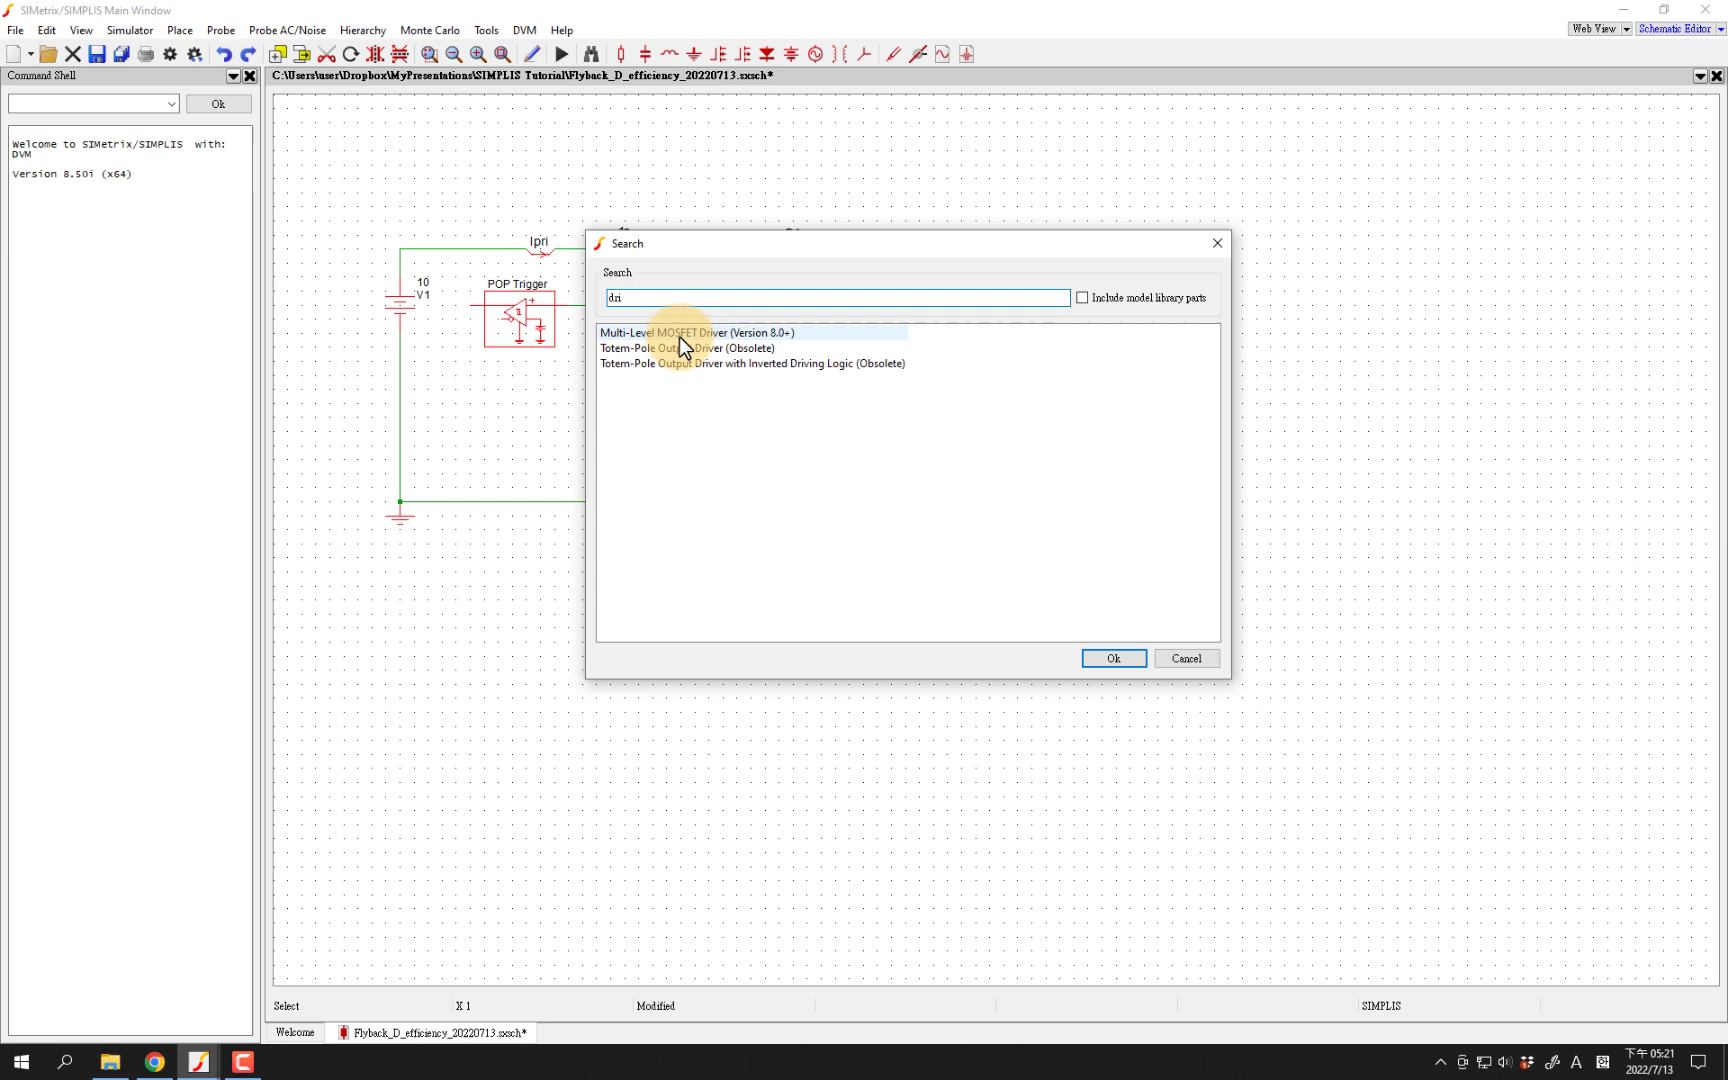 SIMetrix/SIMPLIS Main Window
File Edit View Simulator Place Probe Probe AC/Noise Hierarchy Monte Carlo Tools DVM Help
Web View Schematic Editor
Command Shell
C:\Users\user\Dropbox\MyPresentations\SIMPLIS Tutorial\Flyback_D_efficiency_20220713.sxsch*
Ok
Welcome to SIMetrix/SIMPLIS with:
DVM
Version 8.50i (x64)
Ipri
10
V1
POP Trigger
1
Search
Search
dri
Include model library parts
Multi-Level MOSFET Driver (Version 8.0+)
Totem-Pole Output Driver (Obsolete)
Totem-Pole Output Driver with Inverted Driving Logic (Obsolete)
Ok Cancel
Select X 1 Modified SIMPLIS
Welcome Flyback_D_efficiency_20220713.sxsch*
A 下午 05:21
2022/7/13